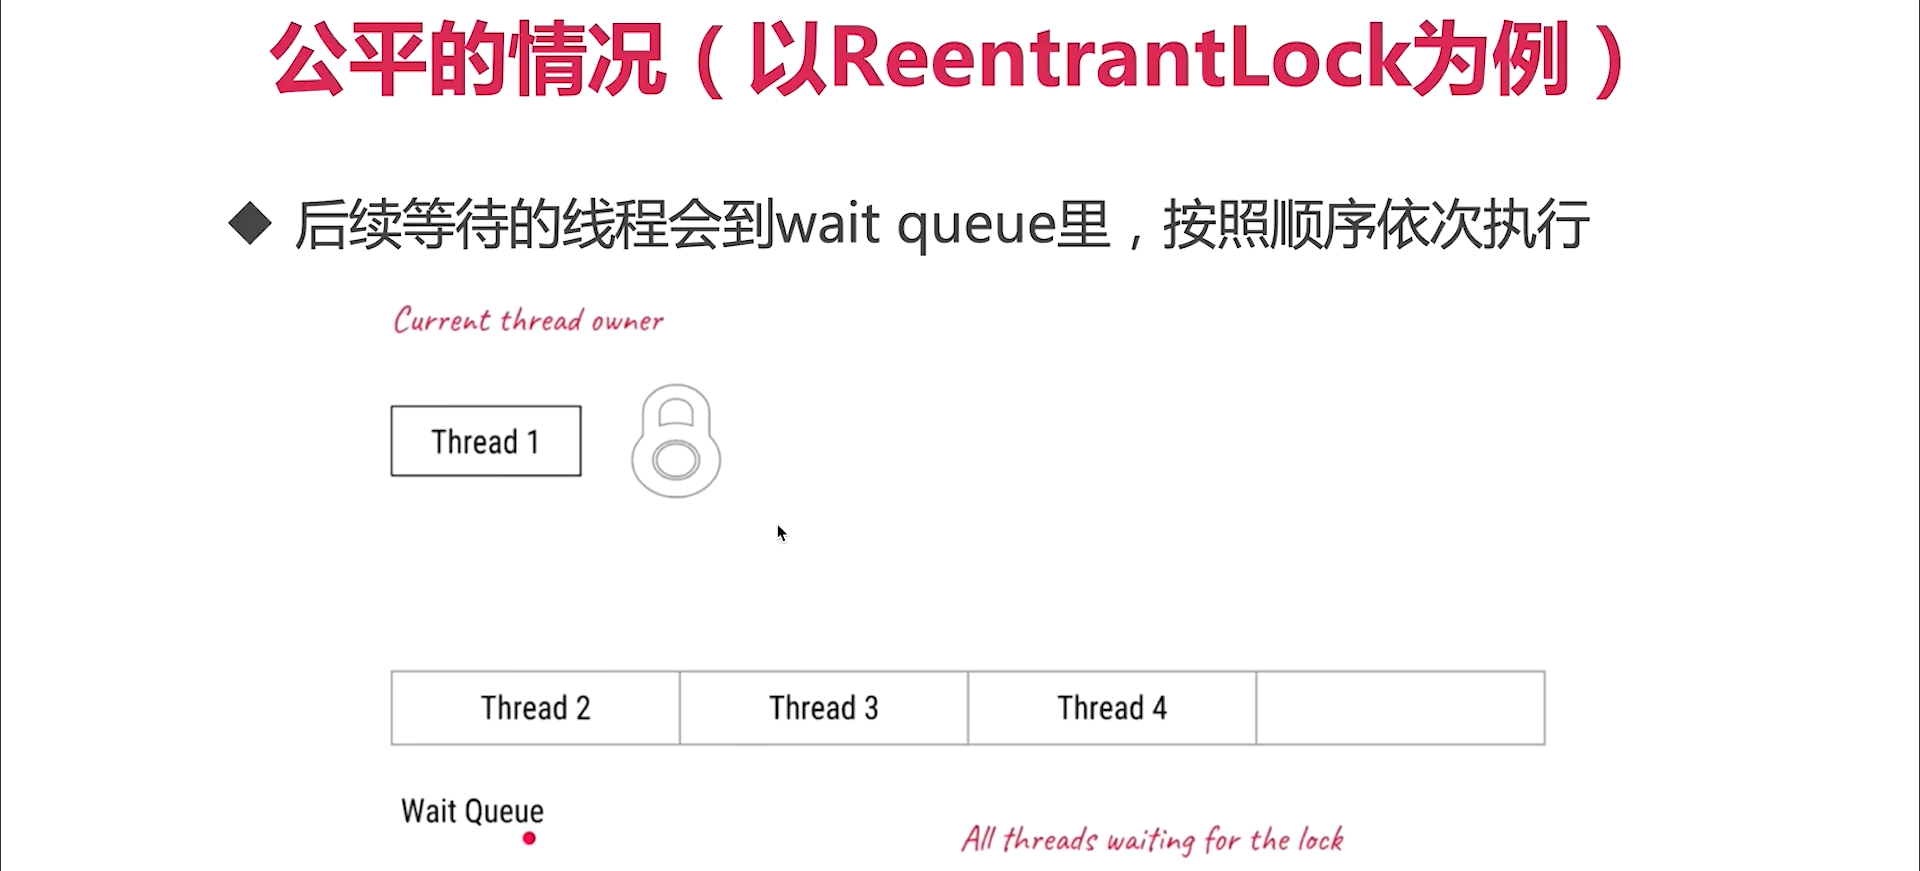 公平的情况（以ReentrantLock为例）
后续等待的线程会到wait queue里，按照顺序依次执行
Current thread owner
Thread 1
Thread 2 Thread 3 Thread 4
Wait Queue
All threads waiting for the lock